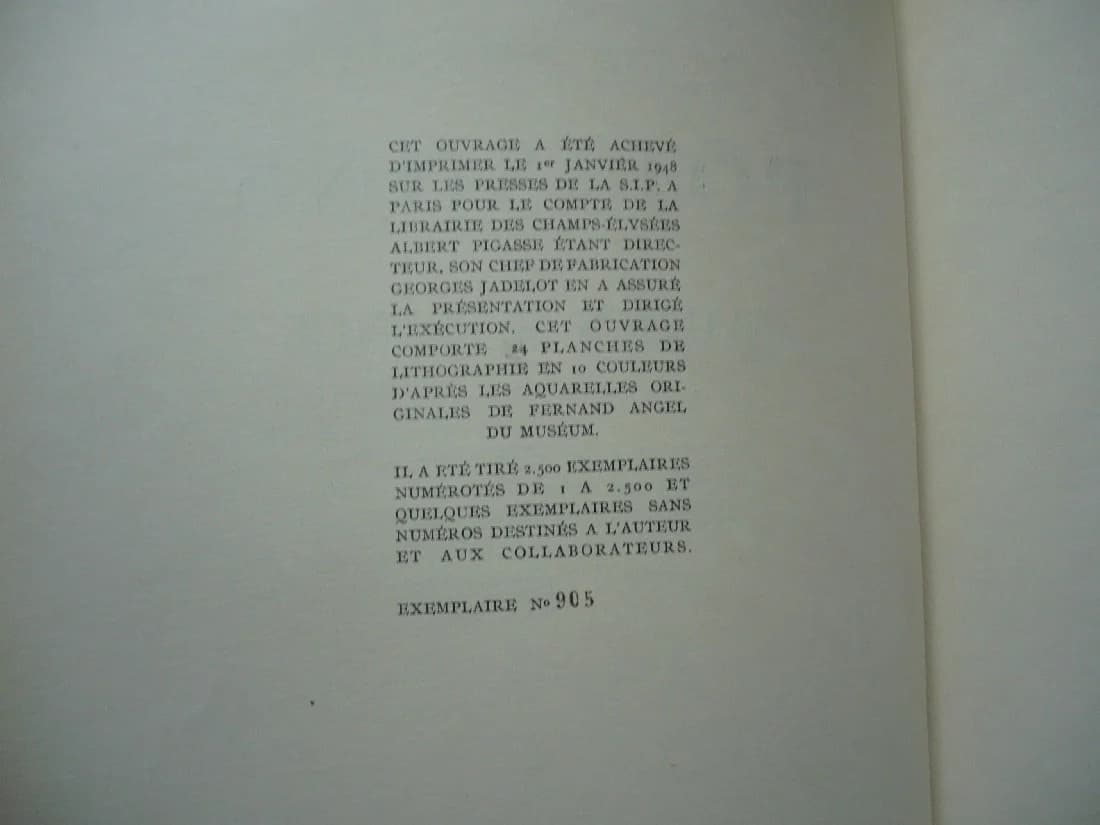 CET OUVRAGE A ÉTÉ ACHEVÉ
D'IMPRIMER LE 1er JANVIER 1948
SUR LES PRESSES DE LA S.I.P. A
PARIS POUR LE COMPTE DE LA
LIBRAIRIE DES CHAMPS-ÉLYSÉES
ALBERT PIGASSE ÉTANT DIREC-
TEUR, SON CHEF DE FABRICATION
GEORGES JADELOT EN A ASSURÉ
LA PRÉSENTATION ET DIRIGÉ
L'EXÉCUTION. CET OUVRAGE
COMPORTE 24 PLANCHES DE
LITHOGRAPHIE EN 10 COULEURS
D'APRÉS LES AQUARELLES ORI-
GINALES DE FERNAND ANGEL
DU MUSÉUM.
IL A ETÉ TIRÉ 2.500 EXEMPLAIRES
NUMÉROTÉS DE 1 A 2.500 ET
QUELQUES EXEMPLAIRES SANS
NUMÉROS DESTINÉS A L'AUTEUR
ET AUX COLLABORATEURS.
EXEMPLAIRE No 905